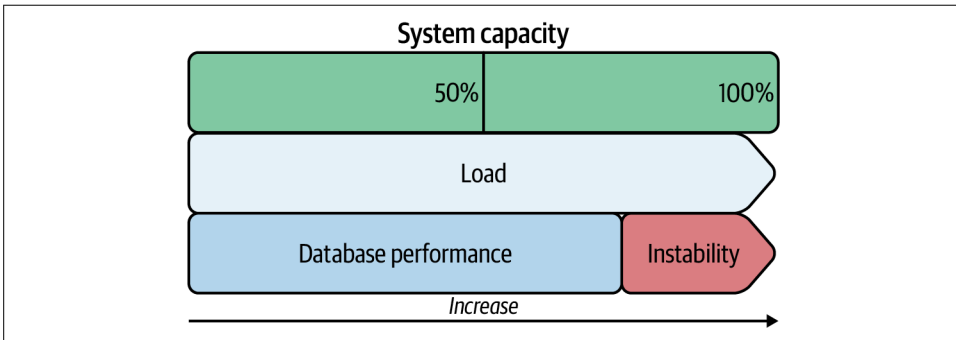 System capacity
50% 100%
Load
Database performance Instability
Increase